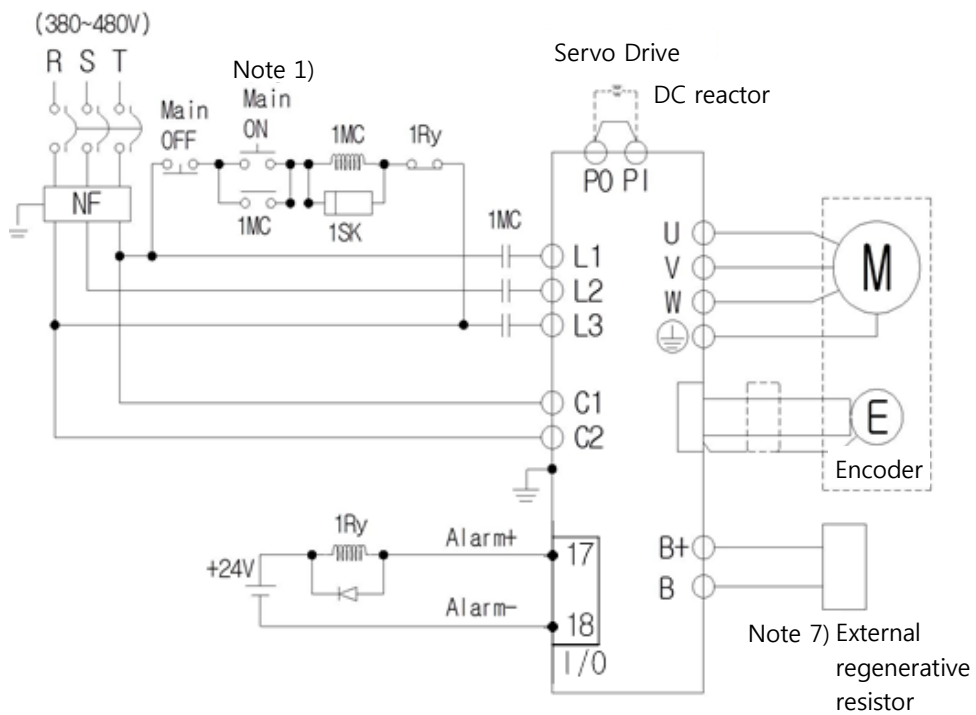 (380~480V)
R S T
Note 1)
Main
OFF
Main
ON
1MC
1Ry
1MC
1SK
NF
1MC
Servo Drive
DC reactor
PO PI
L1
L2
L3
C1
C2
U
V
W
M
E
Encoder
1Ry
+24V
Alarm+
Alarm-
17
18
I/O
B+
B
Note 7) External
regenerative
resistor